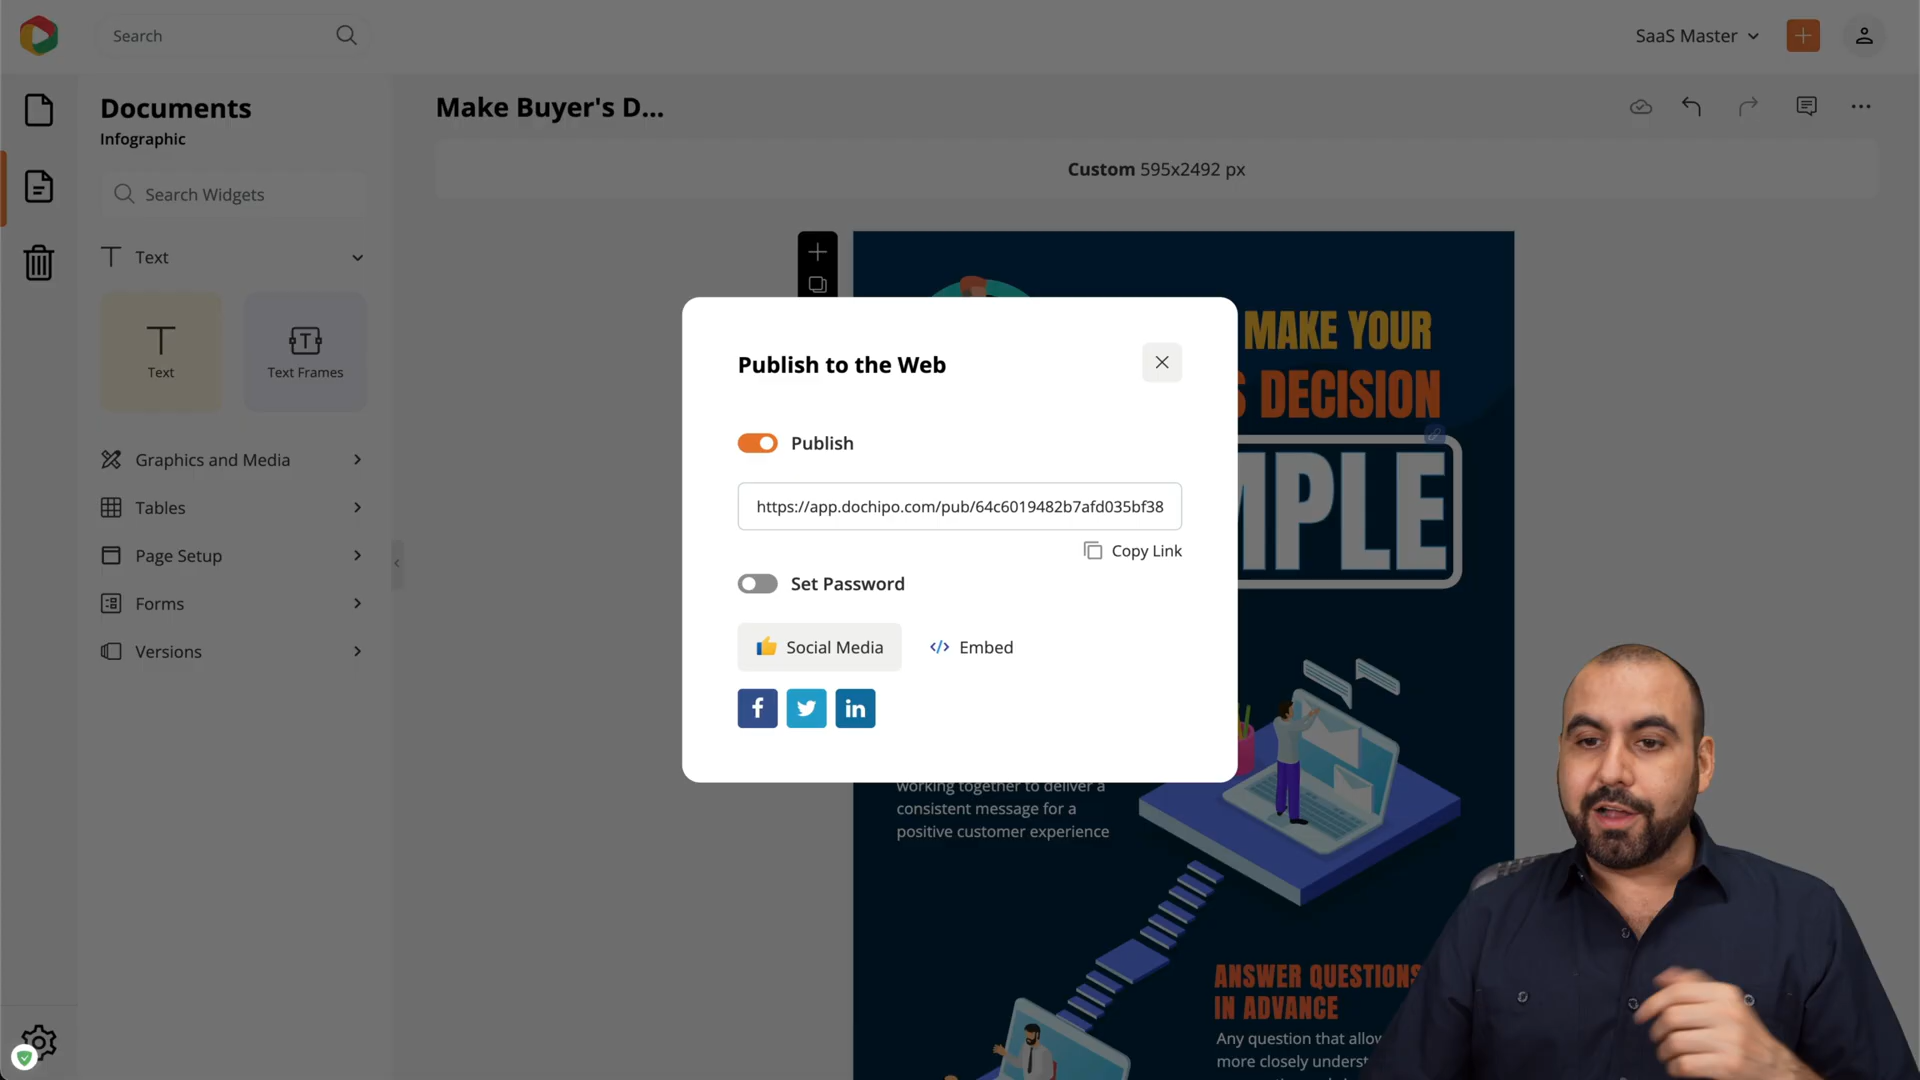 Search
SaaS Master
Documents
Infographic
Search Widgets
Text
Text
Text Frames
Graphics and Media
Tables
Page Setup
Forms
Versions
Make Buyer's D...
Custom 595x2492 px
MAKE YOUR
DECISION
Publish to the Web
Publish
https://app.dochipo.com/pub/64c6019482b7afd035bf38
Copy Link
Set Password
Social Media
Embed
working together to deliver a
consistent message for a
positive customer experience
ANSWER QUESTIONS
IN ADVANCE
Any question that allow
more closely underst